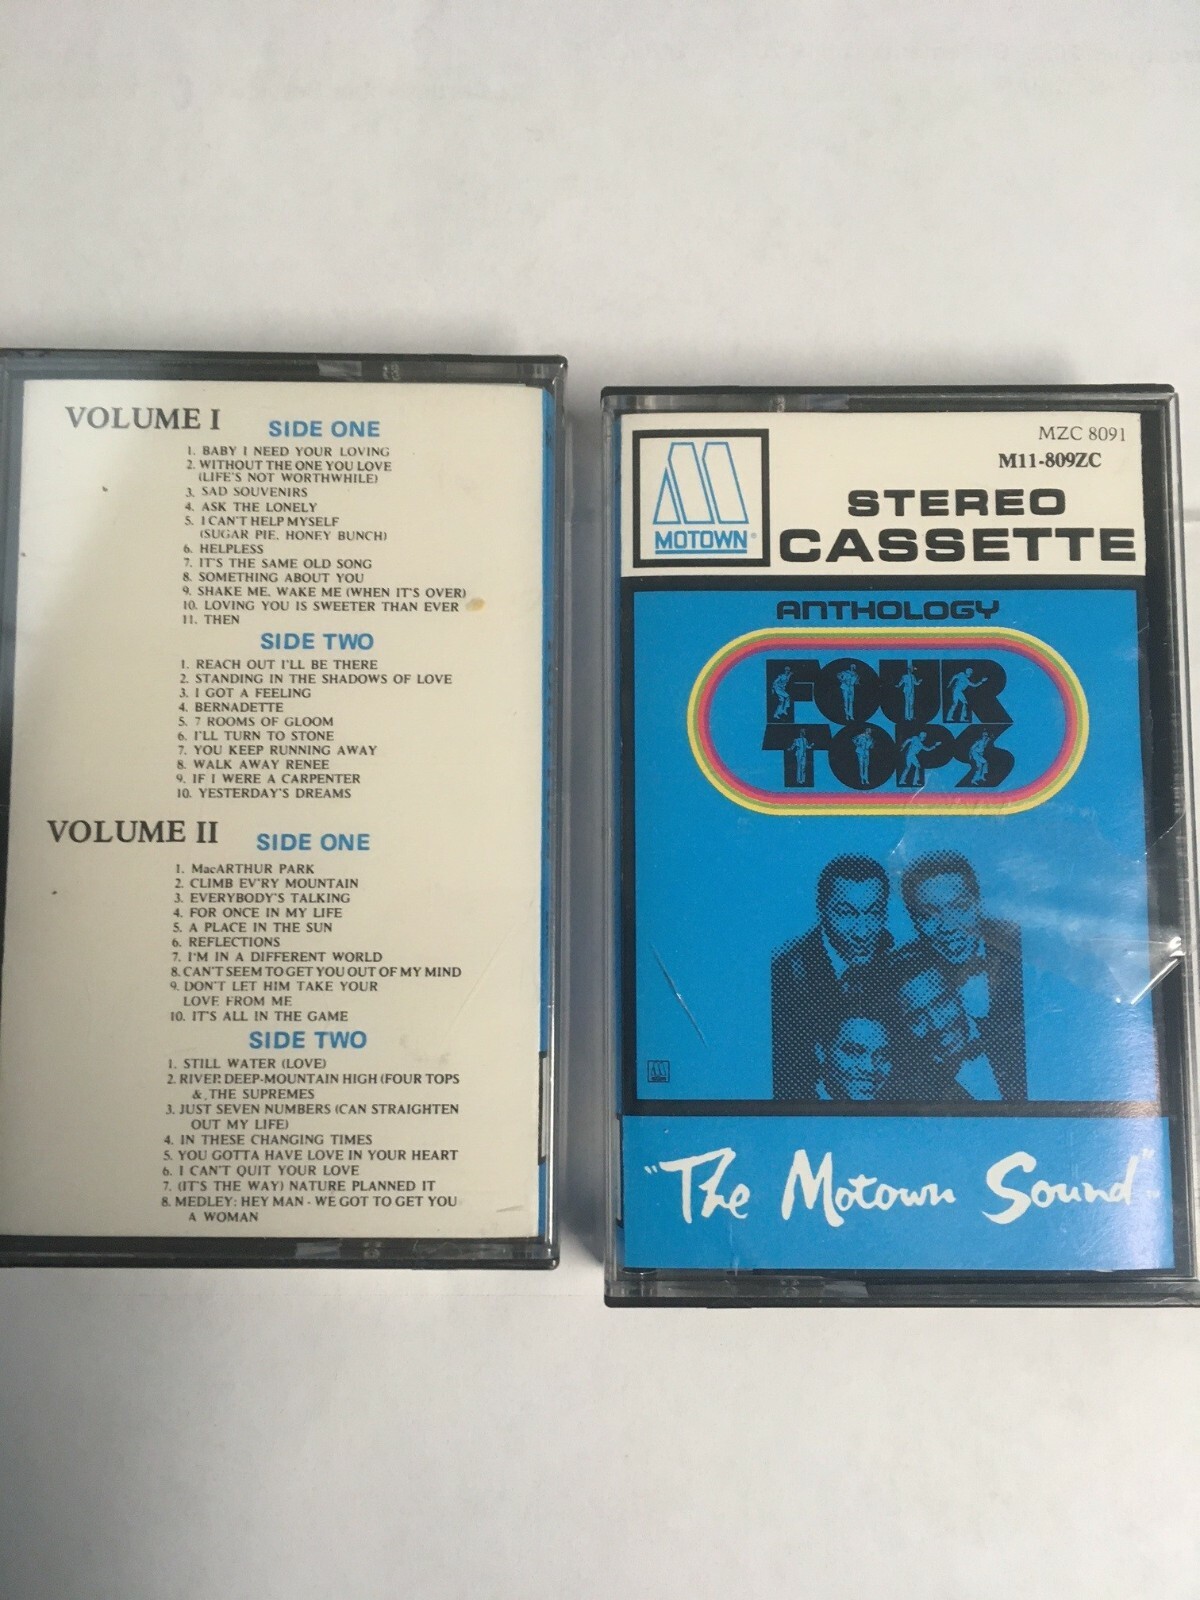 VOLUME I
SIDE ONE
1. BABY I NEED YOUR LOVING
2. WITHOUT THE ONE YOU LOVE
(LIFE'S NOT WORTHWHILE)
3. SAD SOUVENIRS
4. ASK THE LONELY
5. I CAN'T HELP MYSELF
(SUGAR PIE, HONEY BUNCH)
6. HELPLESS
7. IT'S THE SAME OLD SONG
8. SOMETHING ABOUT YOU
9. SHAKE ME, WAKE ME (WHEN IT'S OVER)
10. LOVING YOU IS SWEETER THAN EVER
11. THEN
SIDE TWO
1. REACH OUT I'LL BE THERE
2. STANDING IN THE SHADOWS OF LOVE
3. I GOT A FEELING
4. BERNADETTE
5. 7 ROOMS OF GLOOM
6. I'LL TURN TO STONE
7. YOU KEEP RUNNING AWAY
8. WALK AWAY RENEE
9. IF I WERE A CARPENTER
10. YESTERDAY'S DREAMS
VOLUME II
SIDE ONE
1. MacARTHUR PARK
2. CLIMB EV'RY MOUNTAIN
3. EVERYBODY'S TALKING
4. FOR ONCE IN MY LIFE
5. A PLACE IN THE SUN
6. REFLECTIONS
7. I'M IN A DIFFERENT WORLD
8. CAN'T SEEM TO GET YOU OUT OF MY MIND
9. DON'T LET HIM TAKE YOUR
LOVE FROM ME
10. IT'S ALL IN THE GAME
SIDE TWO
1. STILL WATER (LOVE)
2. RIVER DEEP-MOUNTAIN HIGH (FOUR TOPS
& THE SUPREMES
3. JUST SEVEN NUMBERS (CAN STRAIGHTEN
OUT MY LIFE)
4. IN THESE CHANGING TIMES
5. YOU GOTTA HAVE LOVE IN YOUR HEART
6. I CAN'T QUIT YOUR LOVE
7. (IT'S THE WAY) NATURE PLANNED IT
8. MEDLEY: HEY MAN - WE GOT TO GET YOU
A WOMAN
MZC 8091
M11-809ZC
MOTOWN®
STEREO
CASSETTE
ANTHOLOGY
FOUR
TOPS
"The Motown Sound"